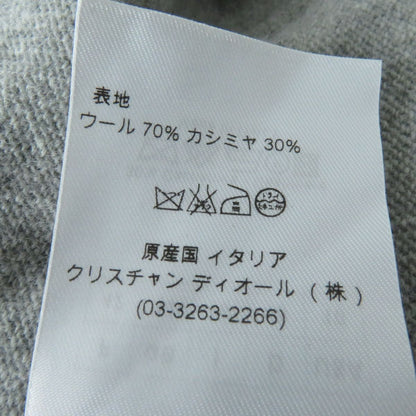 表地
ウール 70% カシミヤ 30%
原産国 イタリア
クリスチャン ディオール (株)
(03-3263-2266)